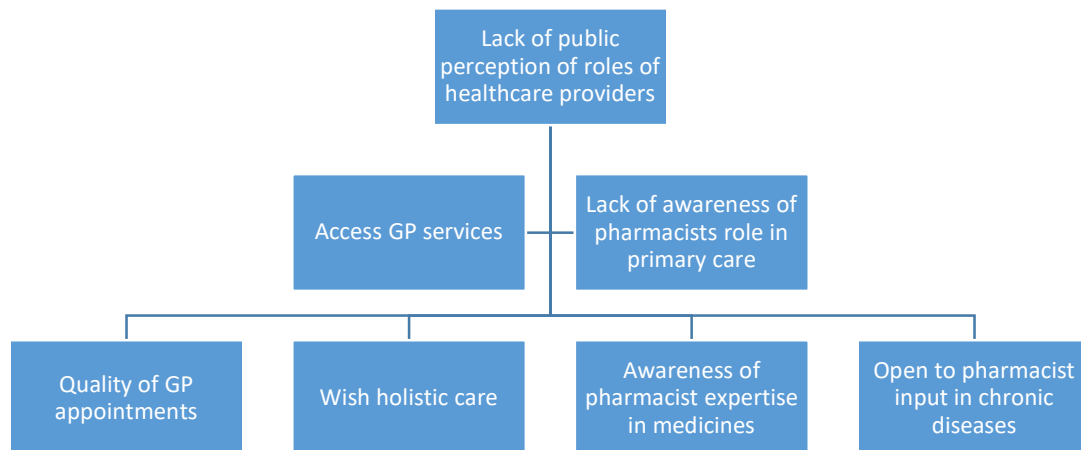 Lack of public
perception of roles of
healthcare providers
Access GP services
Lack of awareness of
pharmacists role in
primary care
Quality of GP
appointments
Wish holistic care
Awareness of
pharmacist expertise
in medicines
Open to pharmacist
input in chronic
diseases